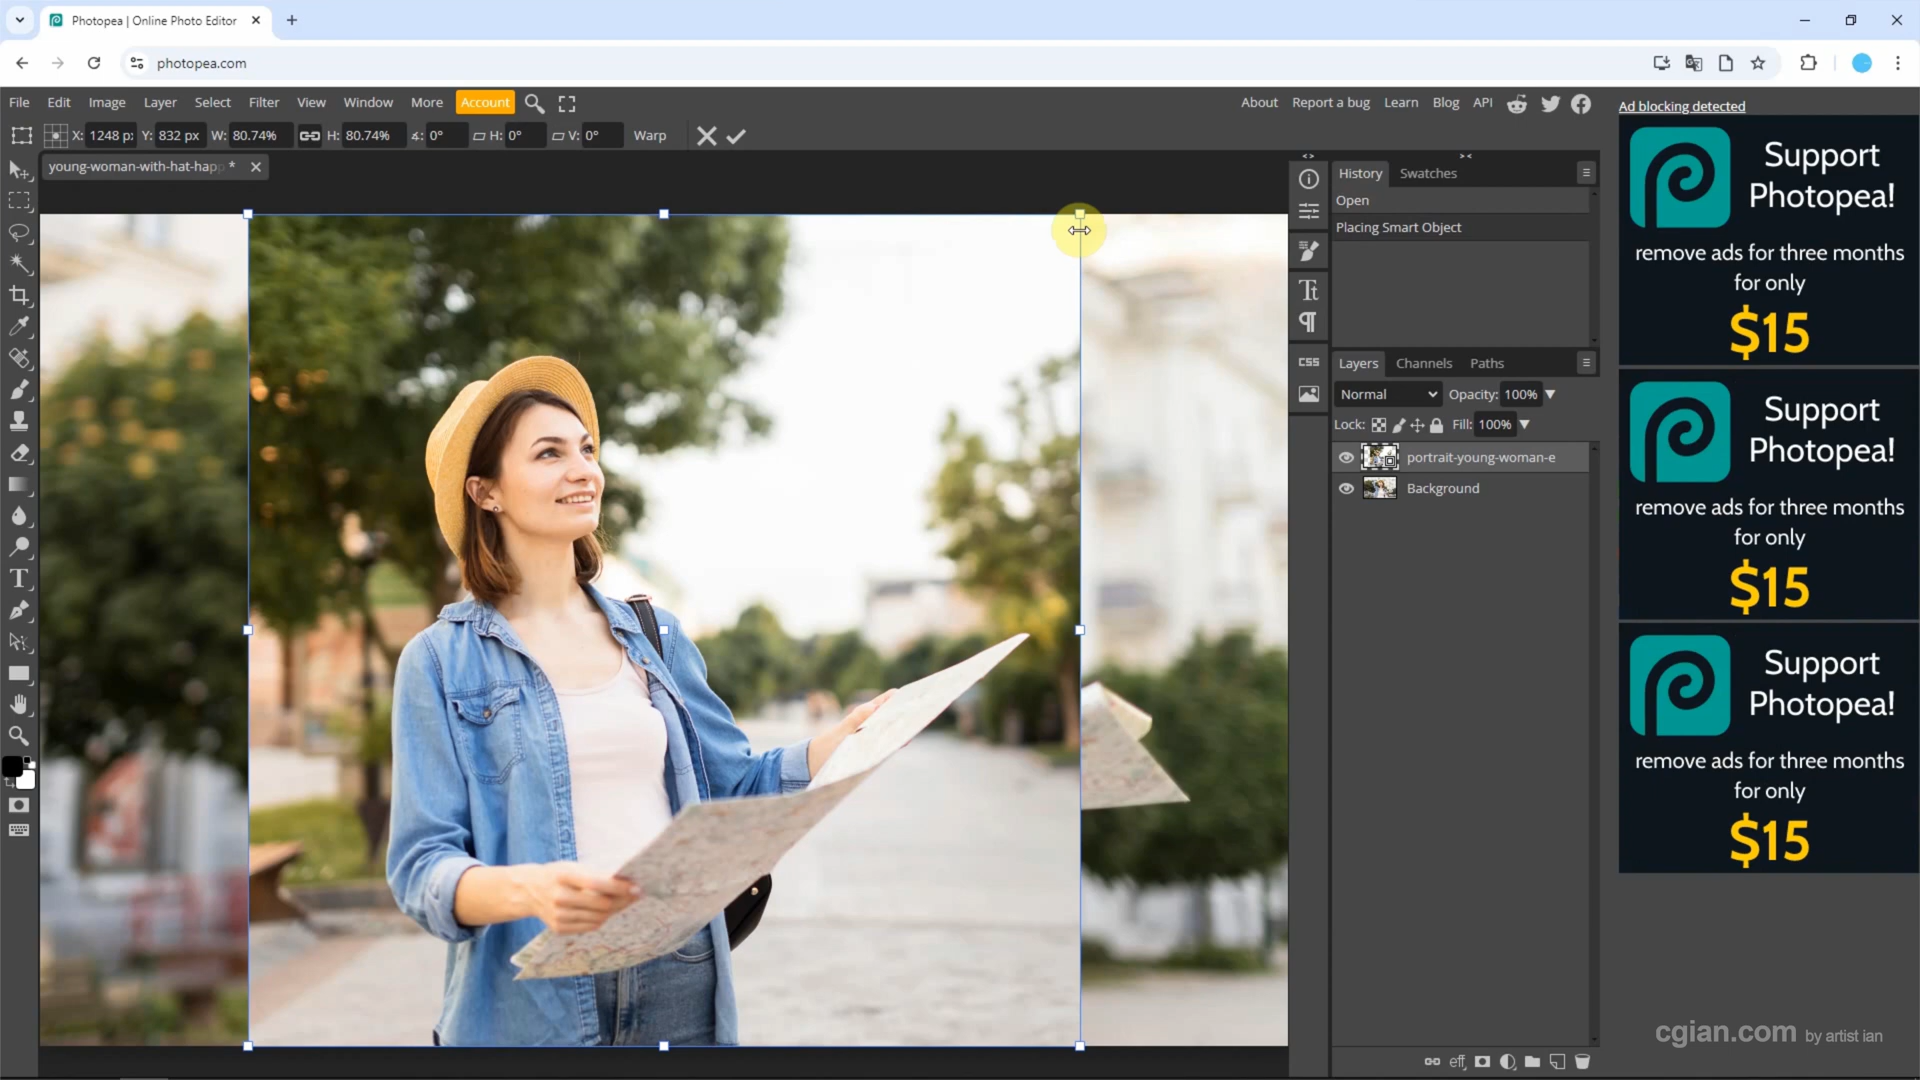 Photopea | Online Photo Editor
photopea.com
File Edit Image Layer Select Filter View Window More Account
About Report a bug Learn Blog API
X: 1248 p: Y: 832 px W: 80.74% H: 80.74% 0° H: 0° V: 0° Warp
young-woman-with-hat-happ *
History Swatches
Open
Placing Smart Object
CSS
Layers Channels Paths
Normal Opacity: 100%
Lock: Fill: 100%
portrait-young-woman-e
Background
eff
Ad blocking detected
Support
Photopea!
remove ads for three months
for only
$15
Support
Photopea!
remove ads for three months
for only
$15
Support
Photopea!
remove ads for three months
for only
$15
cgian.com by artist ian